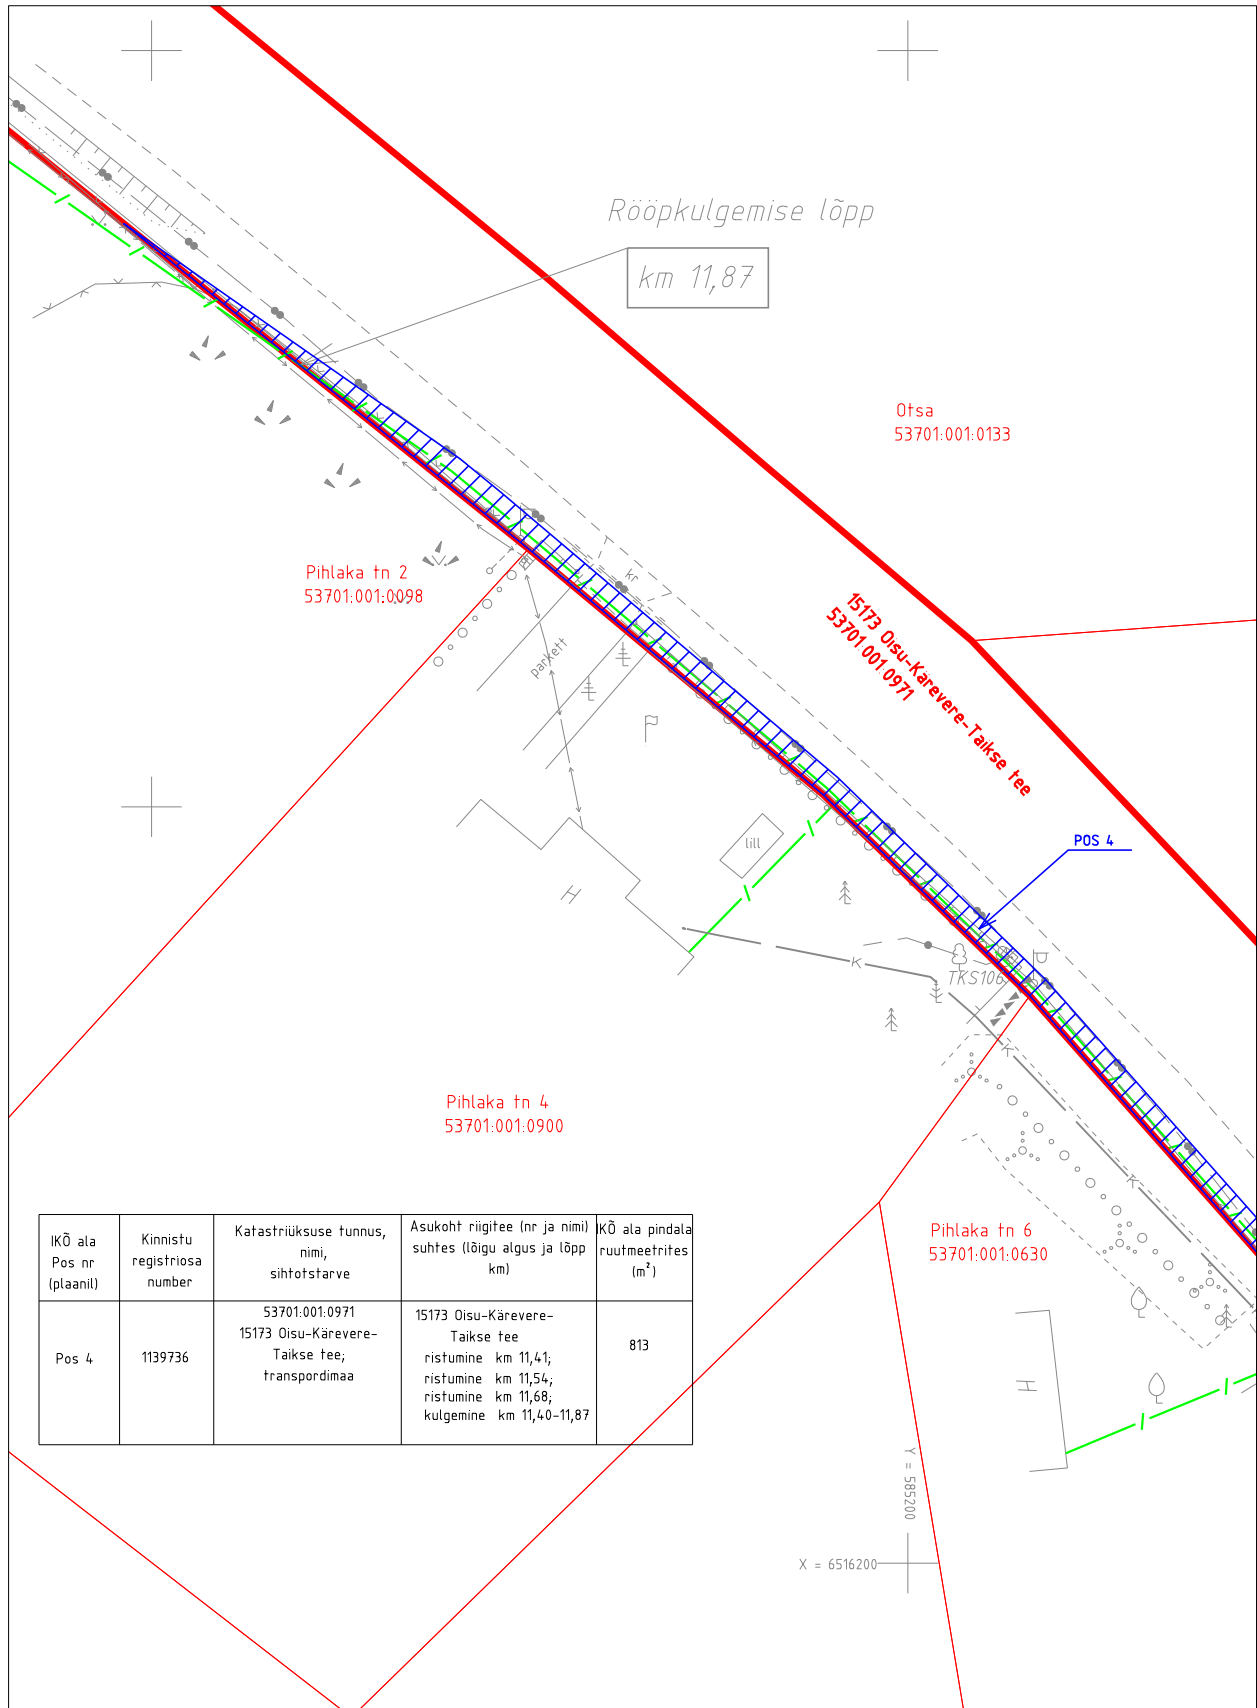 Rööpkulgemise lõpp
km 11,87
Otsa
53701:001:0133
Pihlaka tn 2
53701:001:0098
kr
parkett
15173 Oisu-Kärevere-Taikse tee
53701:001:0971
lill
POS 4
K
TKS106
K
K
Pihlaka tn 4
53701:001:0900
Pihlaka tn 6
53701:001:0630
IKÕ ala
Pos nr
(plaanil)
Kinnistu
registriosa
number
Katastriüksuse tunnus,
nimi,
sihtotstarve
Asukoht riigitee (nr ja nimi)
suhtes (lõigu algus ja lõpp
km)
IKÕ ala pindala
ruutmeetrites
(m²)
Pos 4
1139736
53701:001:0971
15173 Oisu-Kärevere-
Taikse tee;
transpordimaa
15173 Oisu-Kärevere-
Taikse tee
ristumine km 11,41;
ristumine km 11,54;
ristumine km 11,68;
kulgemine km 11,40-11,87
813
Y = 585200
X = 6516200